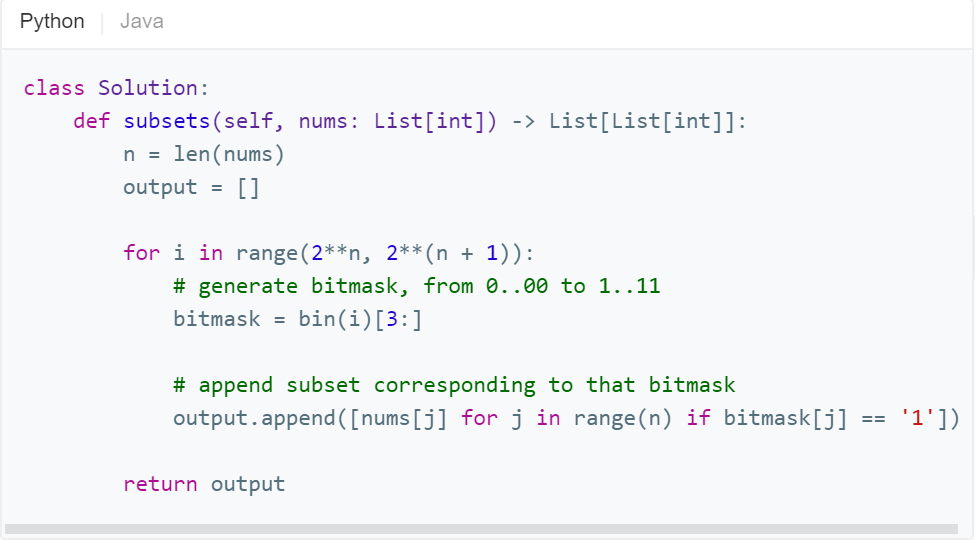 Python | Java
class Solution:
    def subsets(self, nums: List[int]) -> List[List[int]]:
        n = len(nums)
        output = []
        for i in range(2**n, 2**(n + 1)):
            # generate bitmask, from 0..00 to 1..11
            bitmask = bin(i)[3:]
            # append subset corresponding to that bitmask
            output.append([nums[j] for j in range(n) if bitmask[j] == '1'])
        return output